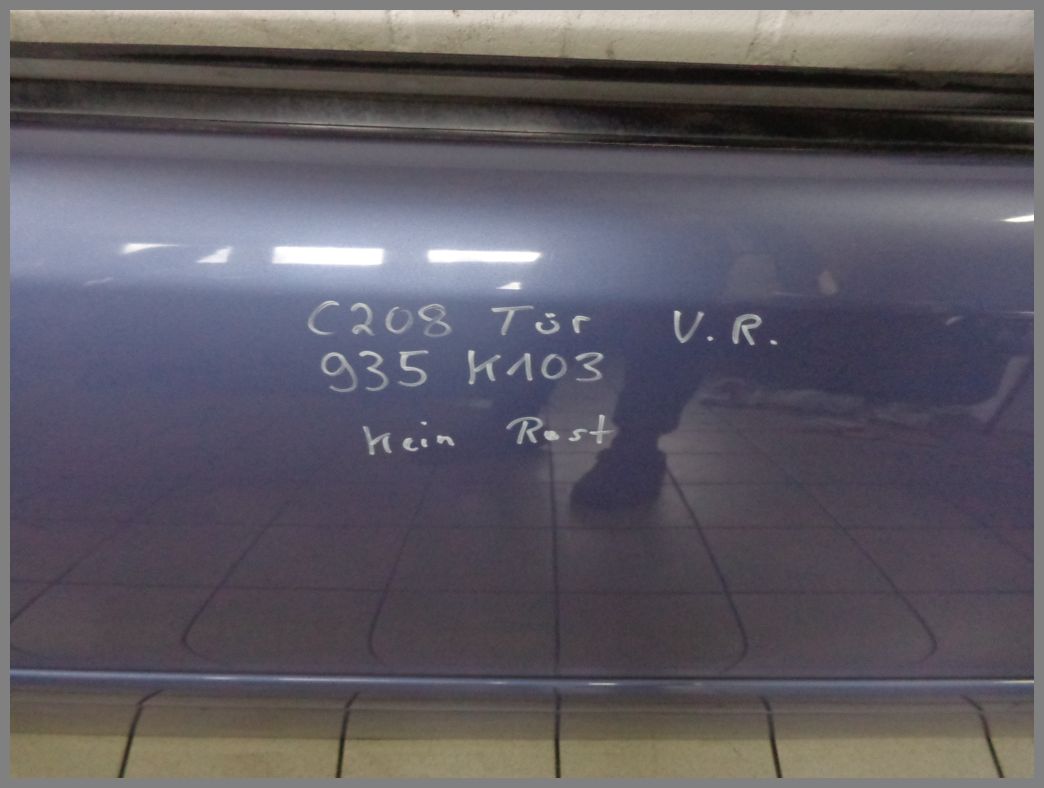 C208 Tür V.R.
935 K103
Kein Rost